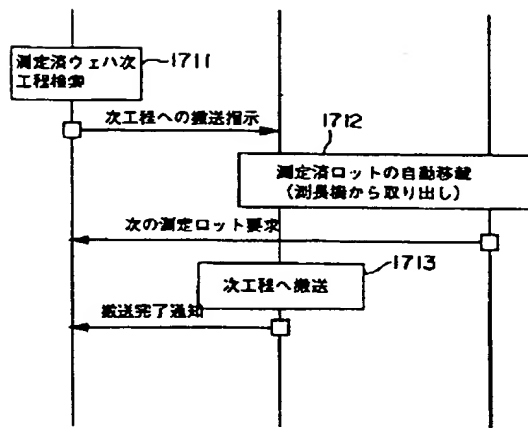 測定済ウェハ次
工程検索
1711
次工程への搬送指示
1712
測定済ロットの自動移載
(測長機から取り出し)
次の測定ロット要求
1713
次工程へ搬送
搬送完了通知